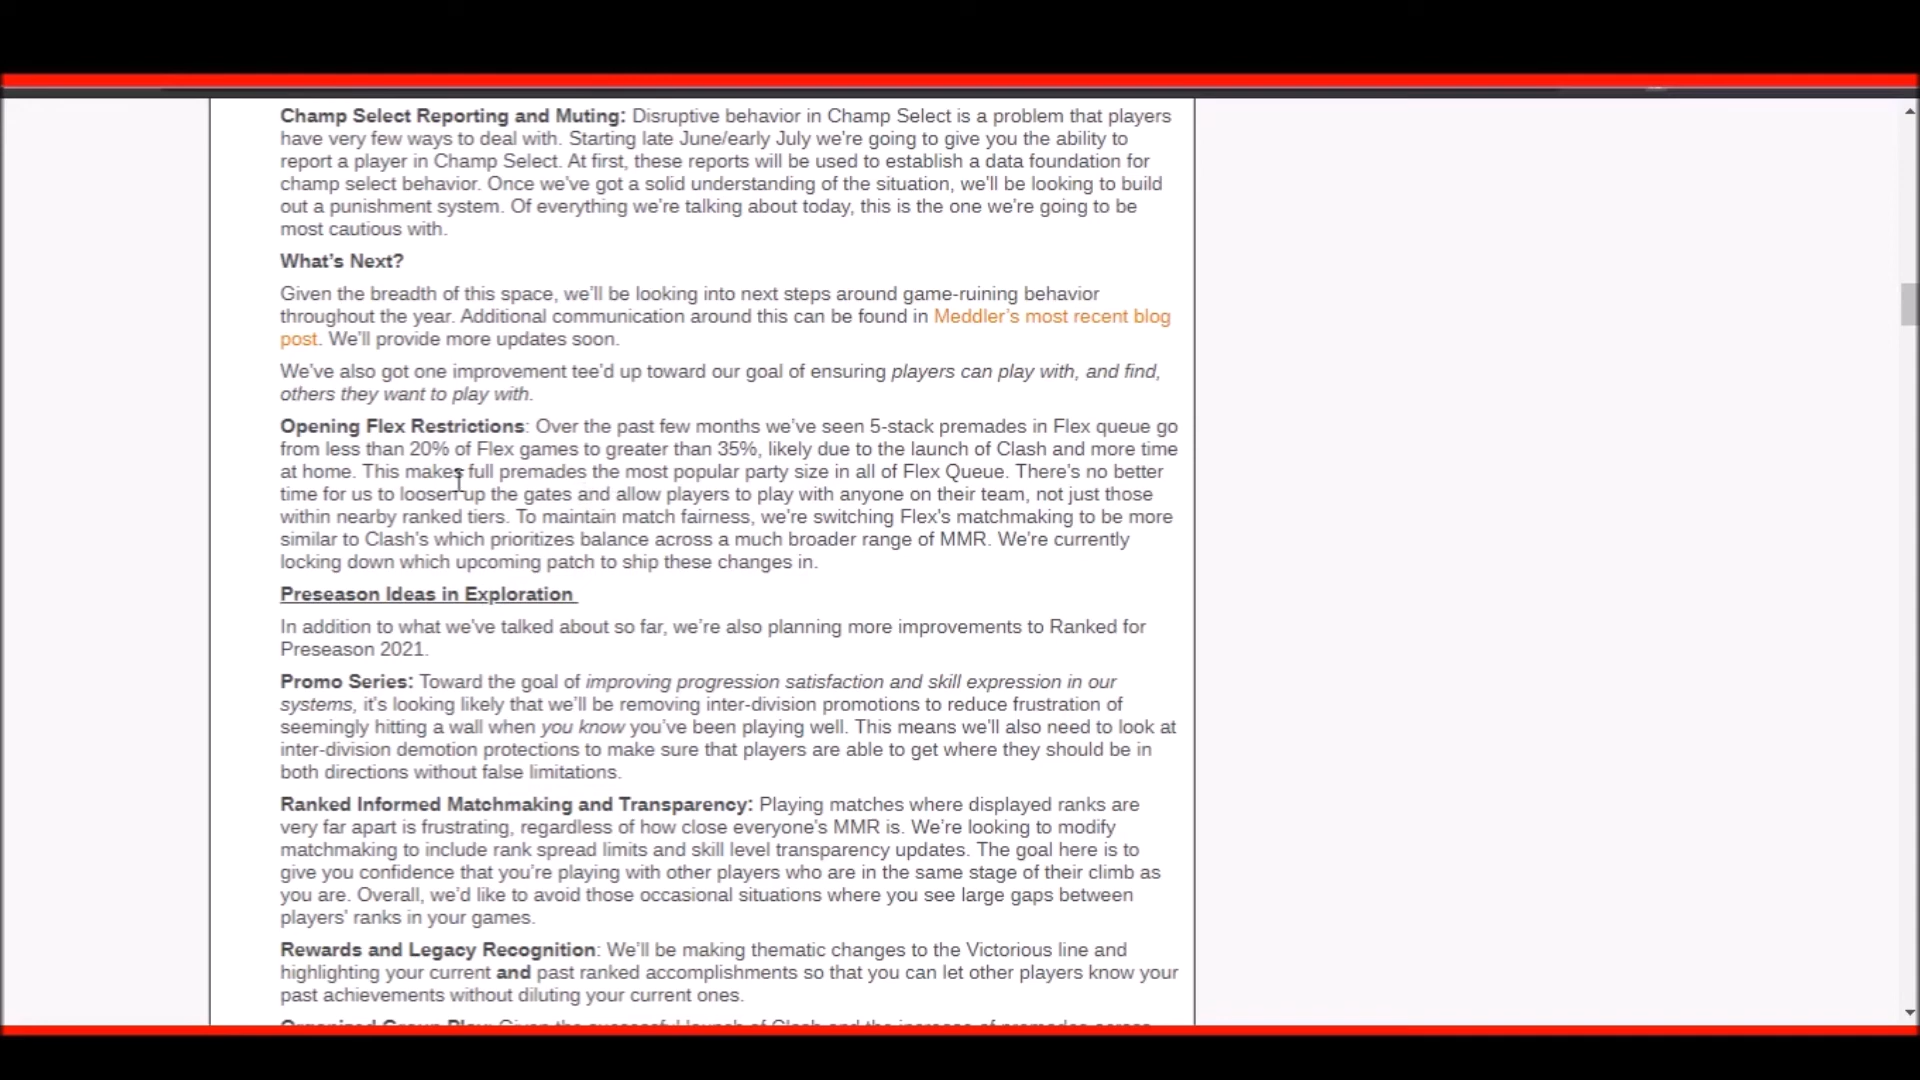 Champ Select Reporting and Muting: Disruptive behavior in Champ Select is a problem that players
have very few ways to deal with. Starting late June/early July we're going to give you the ability to
report a player in Champ Select. At first, these reports will be used to establish a data foundation for
champ select behavior. Once we've got a solid understanding of the situation, we'll be looking to build
out a punishment system. Of everything we're talking about today, this is the one we're going to be
most cautious with.
What's Next?
Given the breadth of this space, we'll be looking into next steps around game-ruining behavior
throughout the year. Additional communication around this can be found in Meddler's most recent blog
post. We'll provide more updates soon.
We've also got one improvement tee'd up toward our goal of ensuring players can play with, and find,
others they want to play with.
Opening Flex Restrictions: Over the past few months we've seen 5-stack premades in Flex queue go
from less than 20% of Flex games to greater than 35%, likely due to the launch of Clash and more time
at home. This makes full premades the most popular party size in all of Flex Queue. There's no better
time for us to loosen up the gates and allow players to play with anyone on their team, not just those
within nearby ranked tiers. To maintain match fairness, we're switching Flex's matchmaking to be more
similar to Clash's which prioritizes balance across a much broader range of MMR. We're currently
locking down which upcoming patch to ship these changes in.
Preseason Ideas in Exploration
In addition to what we've talked about so far, we're also planning more improvements to Ranked for
Preseason 2021.
Promo Series: Toward the goal of improving progression satisfaction and skill expression in our
systems, it's looking likely that we'll be removing inter-division promotions to reduce frustration of
seemingly hitting a wall when you know you've been playing well. This means we'll also need to look at
inter-division demotion protections to make sure that players are able to get where they should be in
both directions without false limitations.
Ranked Informed Matchmaking and Transparency: Playing matches where displayed ranks are
very far apart is frustrating, regardless of how close everyone's MMR is. We're looking to modify
matchmaking to include rank spread limits and skill level transparency updates. The goal here is to
give you confidence that you're playing with other players who are in the same stage of their climb as
you are. Overall, we'd like to avoid those occasional situations where you see large gaps between
players' ranks in your games.
Rewards and Legacy Recognition: We'll be making thematic changes to the Victorious line and
highlighting your current and past ranked accomplishments so that you can let other players know your
past achievements without diluting your current ones.